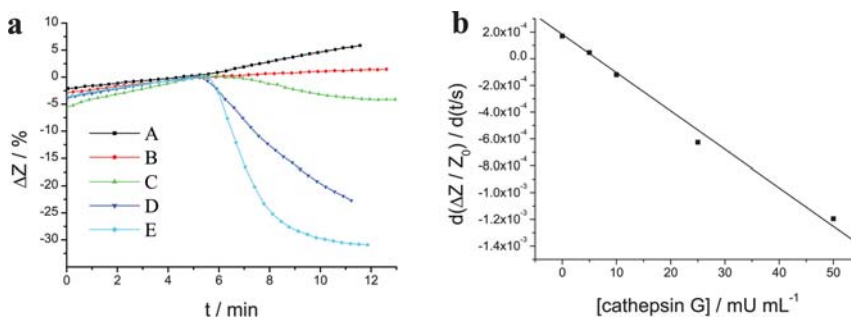 a
10
5
0
-5
-10
-15
-20
-25
-30
ΔZ / %
A
B
C
D
E
0
2
4
6
8
10
12
t / min
b
2.0x10⁻⁴
0.0
-2.0x10⁻⁴
-4.0x10⁻⁴
-6.0x10⁻⁴
-8.0x10⁻⁴
-1.0x10⁻³
-1.2x10⁻³
-1.4x10⁻³
d(ΔZ / Z₀) / d(t/s)
0
10
20
30
40
50
[cathepsin G] / mU mL⁻¹